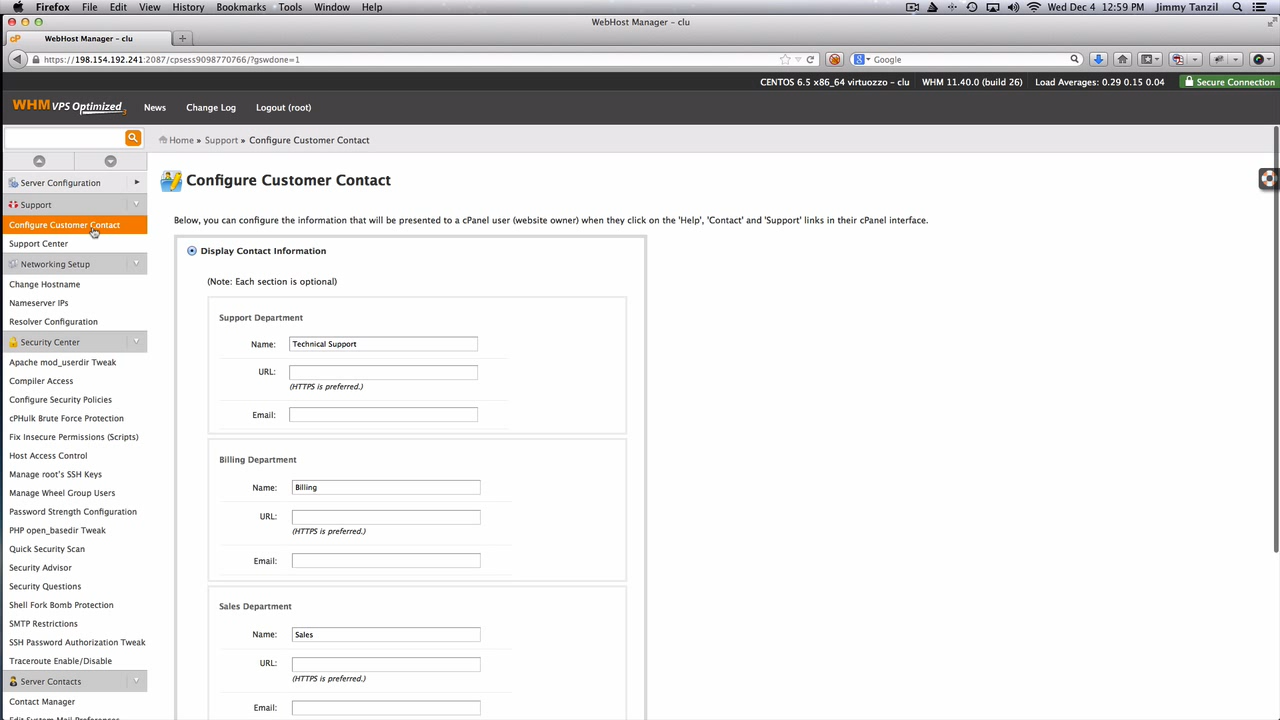 Firefox File Edit View History Bookmarks Tools Window Help Wed Dec 4 12:59 PM Jimmy Tanzil
WebHost Manager - clu
WebHost Manager - clu
https://198.154.192.241:2087/cpsess9098770766/?gswdone=1 Google
CENTOS 6.5 x86_64 virtuozzo - clu WHM 11.40.0 (build 26) Load Averages: 0.29 0.15 0.04 Secure Connection
WHM VPS Optimized News Change Log Logout (root)
Home » Support » Configure Customer Contact
Server Configuration
Support
Configure Customer Contact
Support Center
Networking Setup
Change Hostname
Nameserver IPs
Resolver Configuration
Security Center
Apache mod_userdir Tweak
Compiler Access
Configure Security Policies
cPHulk Brute Force Protection
Fix Insecure Permissions (Scripts)
Host Access Control
Manage root's SSH Keys
Manage Wheel Group Users
Password Strength Configuration
PHP open_basedir Tweak
Quick Security Scan
Security Advisor
Security Questions
Shell Fork Bomb Protection
SMTP Restrictions
SSH Password Authorization Tweak
Traceroute Enable/Disable
Server Contacts
Contact Manager
Edit System Mail Preferences
Configure Customer Contact
Below, you can configure the information that will be presented to a cPanel user (website owner) when they click on the 'Help', 'Contact' and 'Support' links in their cPanel interface.
Display Contact Information
(Note: Each section is optional)
Support Department
Name: Technical Support
URL:
(HTTPS is preferred.)
Email:
Billing Department
Name: Billing
URL:
(HTTPS is preferred.)
Email:
Sales Department
Name: Sales
URL:
(HTTPS is preferred.)
Email: